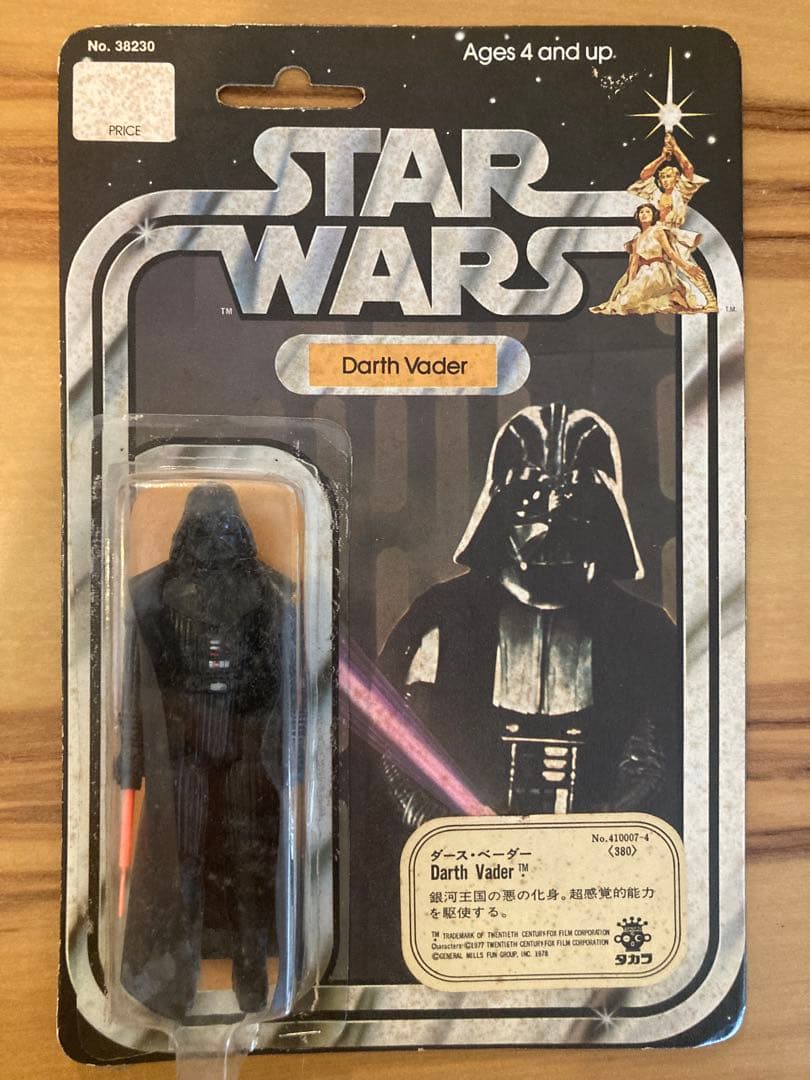 No. 38230
Ages 4 and up.
PRICE
STAR
WARS
TM
T.M.
Darth Vader
No.410007-4
ダース・ベーダー
〈380〉
Darth Vader™
銀河王国の悪の化身。超感覚的能力
を駆使する。
TM TRADEMARK OF TWENTIETH CENTURY FOX FILM CORPORATION
Characters:©1977 TWENTIETH CENTURY FOX FILM CORPORATION
©GENERAL MILLS FUN GROUP, INC. 1978
タカラ